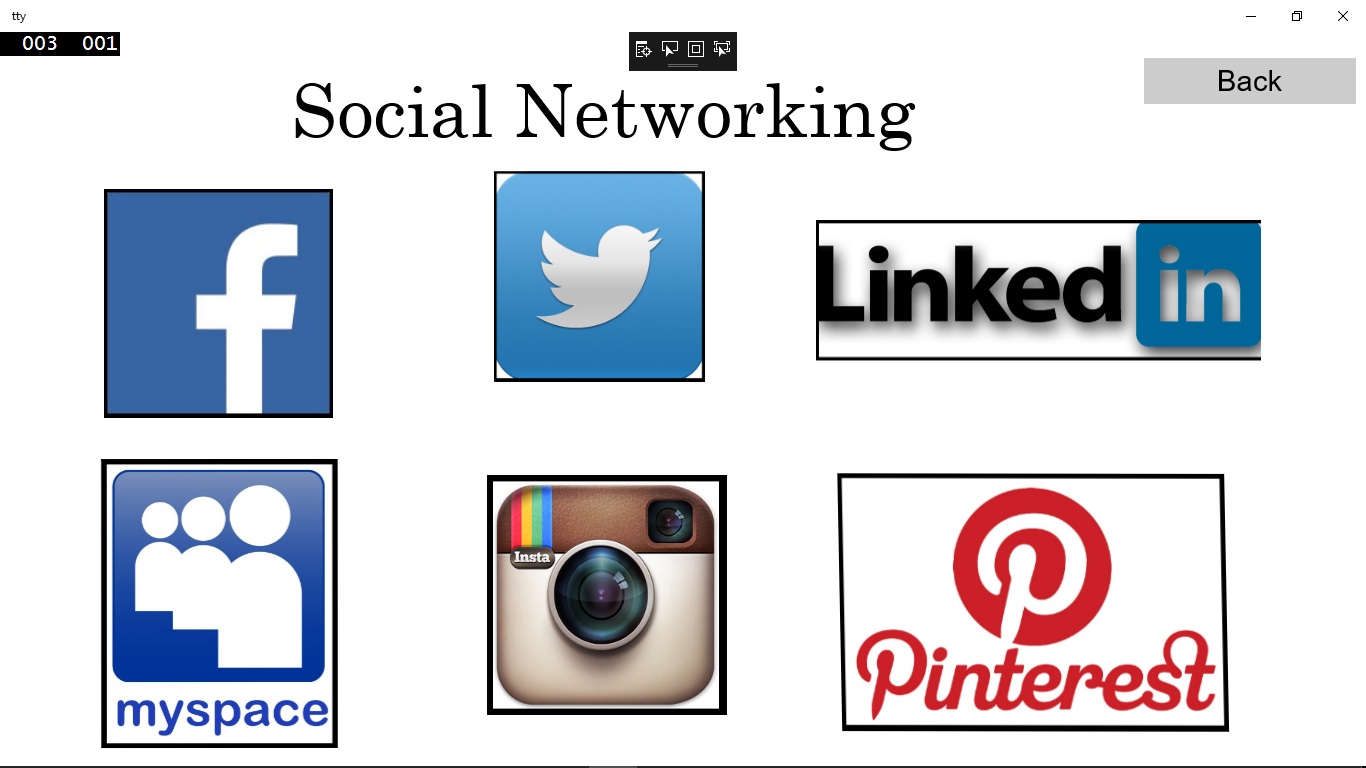 tty
003 001
Back
Social Networking
f
Linked in
myspace
Insta
P
Pinterest